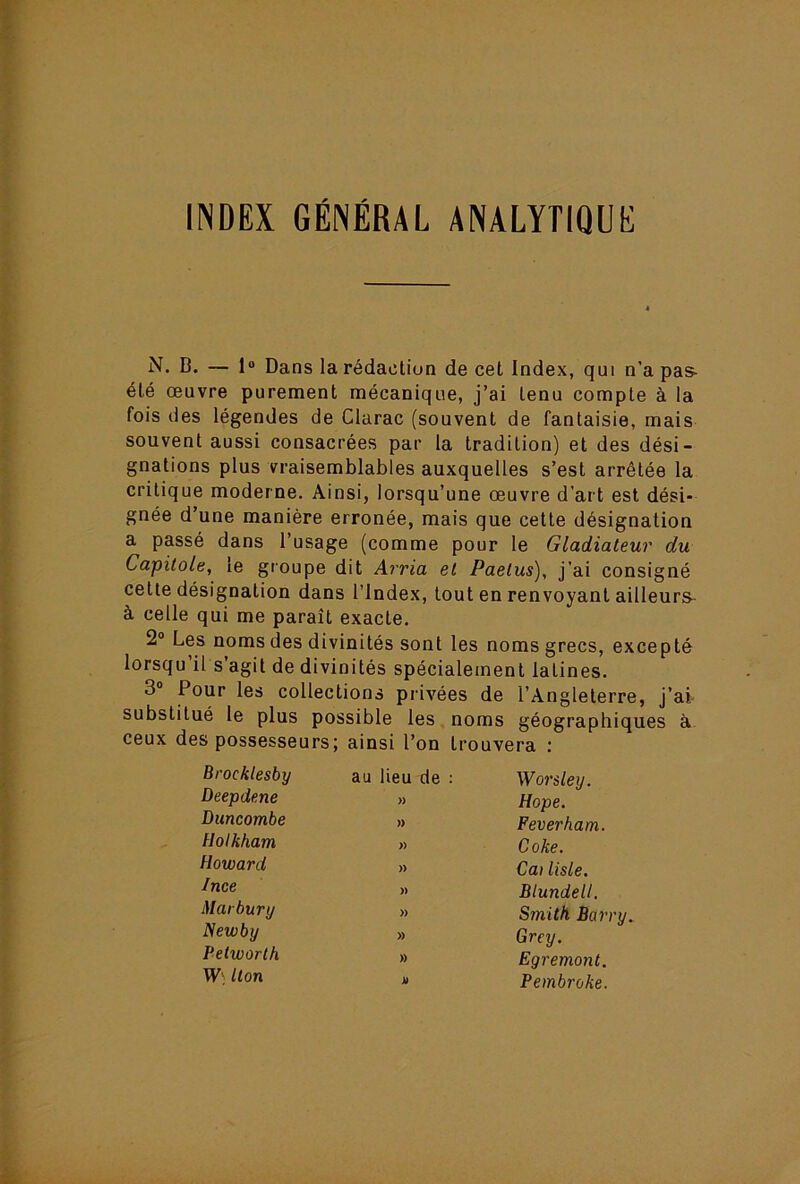 INDEX GÉNÉRAL ANALYTIQUE
N. B. — 1° Dans la rédaction de cet Index, qui n'a pas
été œuvre purement mécanique, j'ai tenu compte à la
fois des légendes de Clarac (souvent de fantaisie, mais
souvent aussi consacrées par la tradition) et des dési-
gnations plus vraisemblables auxquelles s'est arrêtée la
critique moderne. Ainsi, lorsqu'une œuvre d'art est dési-
gnée d'une manière erronée, mais que cette désignation
a passé dans l'usage (comme pour le Gladiateur du
Capitole, le groupe dit Arria et Paetus), j'ai consigné
cette désignation dans l'Index, tout en renvoyant ailleurs
à celle qui me paraît exacte.
2° Les noms des divinités sont les noms grecs, excepté
lorsqu'il s'agit de divinités spécialement latines.
3° Pour les collections privées de l'Angleterre, j'ai
substitué le plus possible les noms géographiques à
ceux des possesseurs; ainsi l'on trouvera :
Brocklesby au lieu de : Worsley.
Deepdene » Hope.
Duncombe » Feverham.
Holkham » Coke.
Howard » Carlisle.
Ince » Blundell.
Marbury » Smith Barry.
Newby » Grey.
Petworth » Egremont.
Wilton » Pembroke.